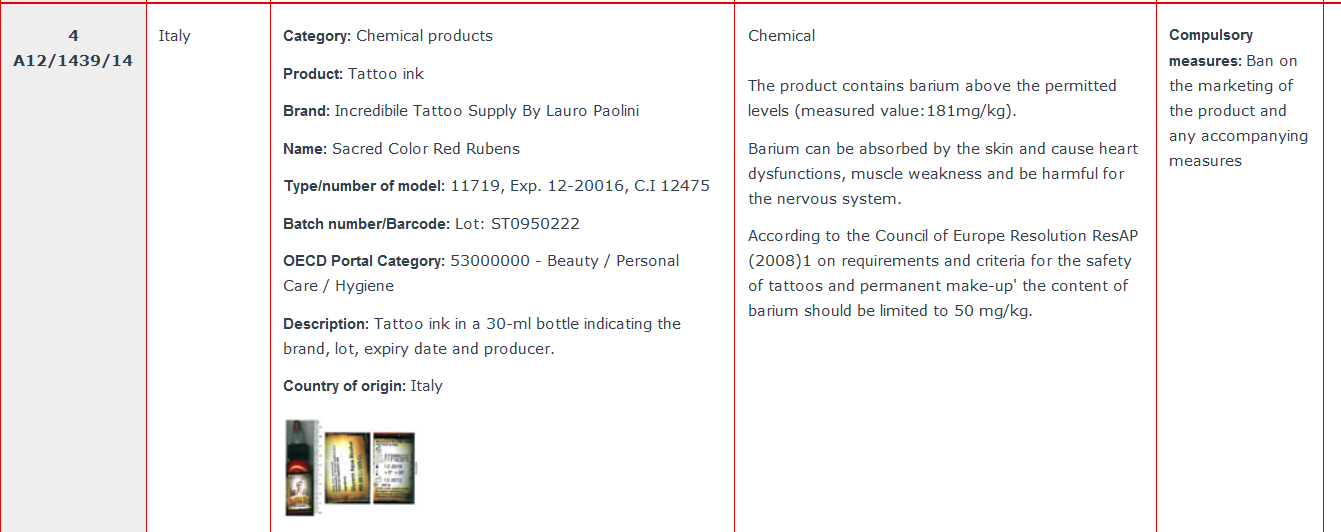 4
A12/1439/14
Italy
Category: Chemical products
Product: Tattoo ink
Brand: Incredibile Tattoo Supply By Lauro Paolini
Name: Sacred Color Red Rubens
Type/number of model: 11719, Exp. 12-20016, C.I 12475
Batch number/Barcode: Lot: ST0950222
OECD Portal Category: 53000000 - Beauty / Personal
Care / Hygiene
Description: Tattoo ink in a 30-ml bottle indicating the
brand, lot, expiry date and producer.
Country of origin: Italy
Chemical
The product contains barium above the permitted
levels (measured value:181mg/kg).
Barium can be absorbed by the skin and cause heart
dysfunctions, muscle weakness and be harmful for
the nervous system.
According to the Council of Europe Resolution ResAP
(2008)1 on requirements and criteria for the safety
of tattoos and permanent make-up' the content of
barium should be limited to 50 mg/kg.
Compulsory
measures: Ban on
the marketing of
the product and
any accompanying
measures